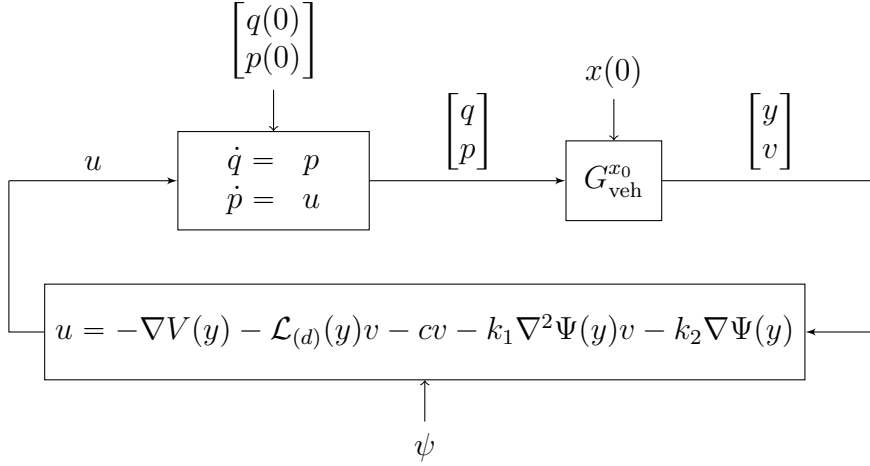 [q(0)
p(0)]
x(0)
[q
p]
[y
v]
u
q̇ = p
ṗ = u
G_veh^{x_0}
u = −∇V(y) − ℒ_(d)(y)v − cv − k_1∇²Ψ(y)v − k_2∇Ψ(y)
ψ